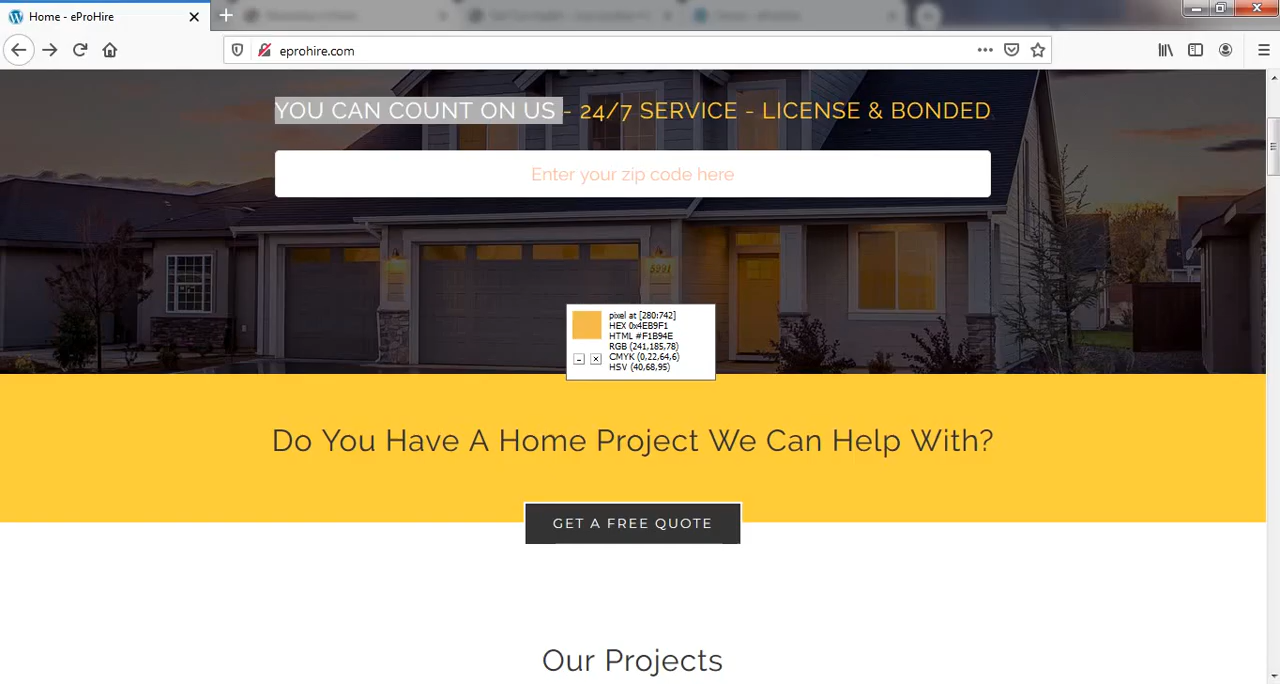 Home - eProHire
eprohire.com
YOU CAN COUNT ON US - 24/7 SERVICE - LICENSE & BONDED
Enter your zip code here
5991
pixel at [280:742]
HEX 0x4EB9F1
HTML #F1B94E
RGB (241,185,78)
CMYK (0,22,64,6)
HSV (40,68,95)
Do You Have A Home Project We Can Help With?
GET A FREE QUOTE
Our Projects